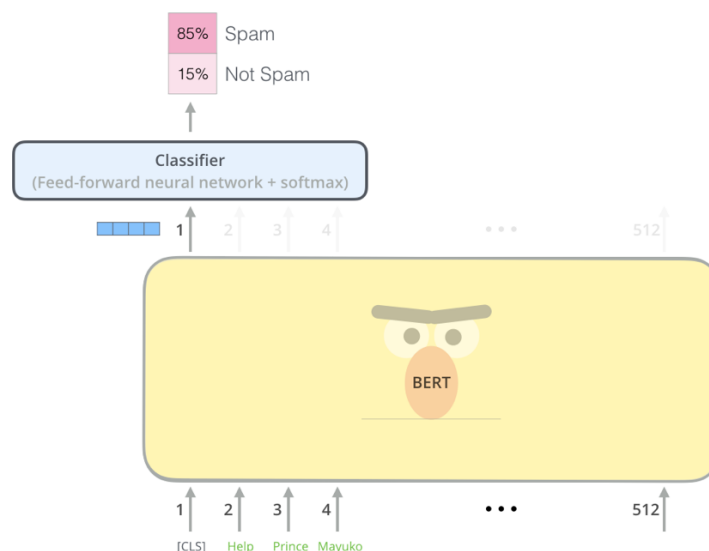 85% Spam
15% Not Spam
Classifier
(Feed-forward neural network + softmax)
1 2 3 4 ••• 512
BERT
1 2 3 4 ••• 512
[CLS] Help Prince Mayuko